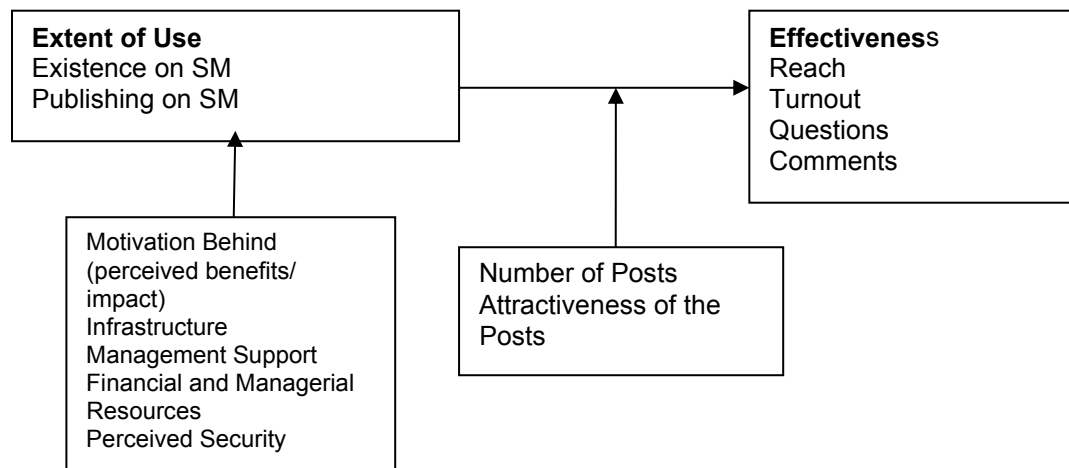 Extent of Use
Existence on SM
Publishing on SM
Effectiveness
Reach
Turnout
Questions
Comments
Motivation Behind
(perceived benefits/
impact)
Infrastructure
Management Support
Financial and Managerial
Resources
Perceived Security
Number of Posts
Attractiveness of the
Posts